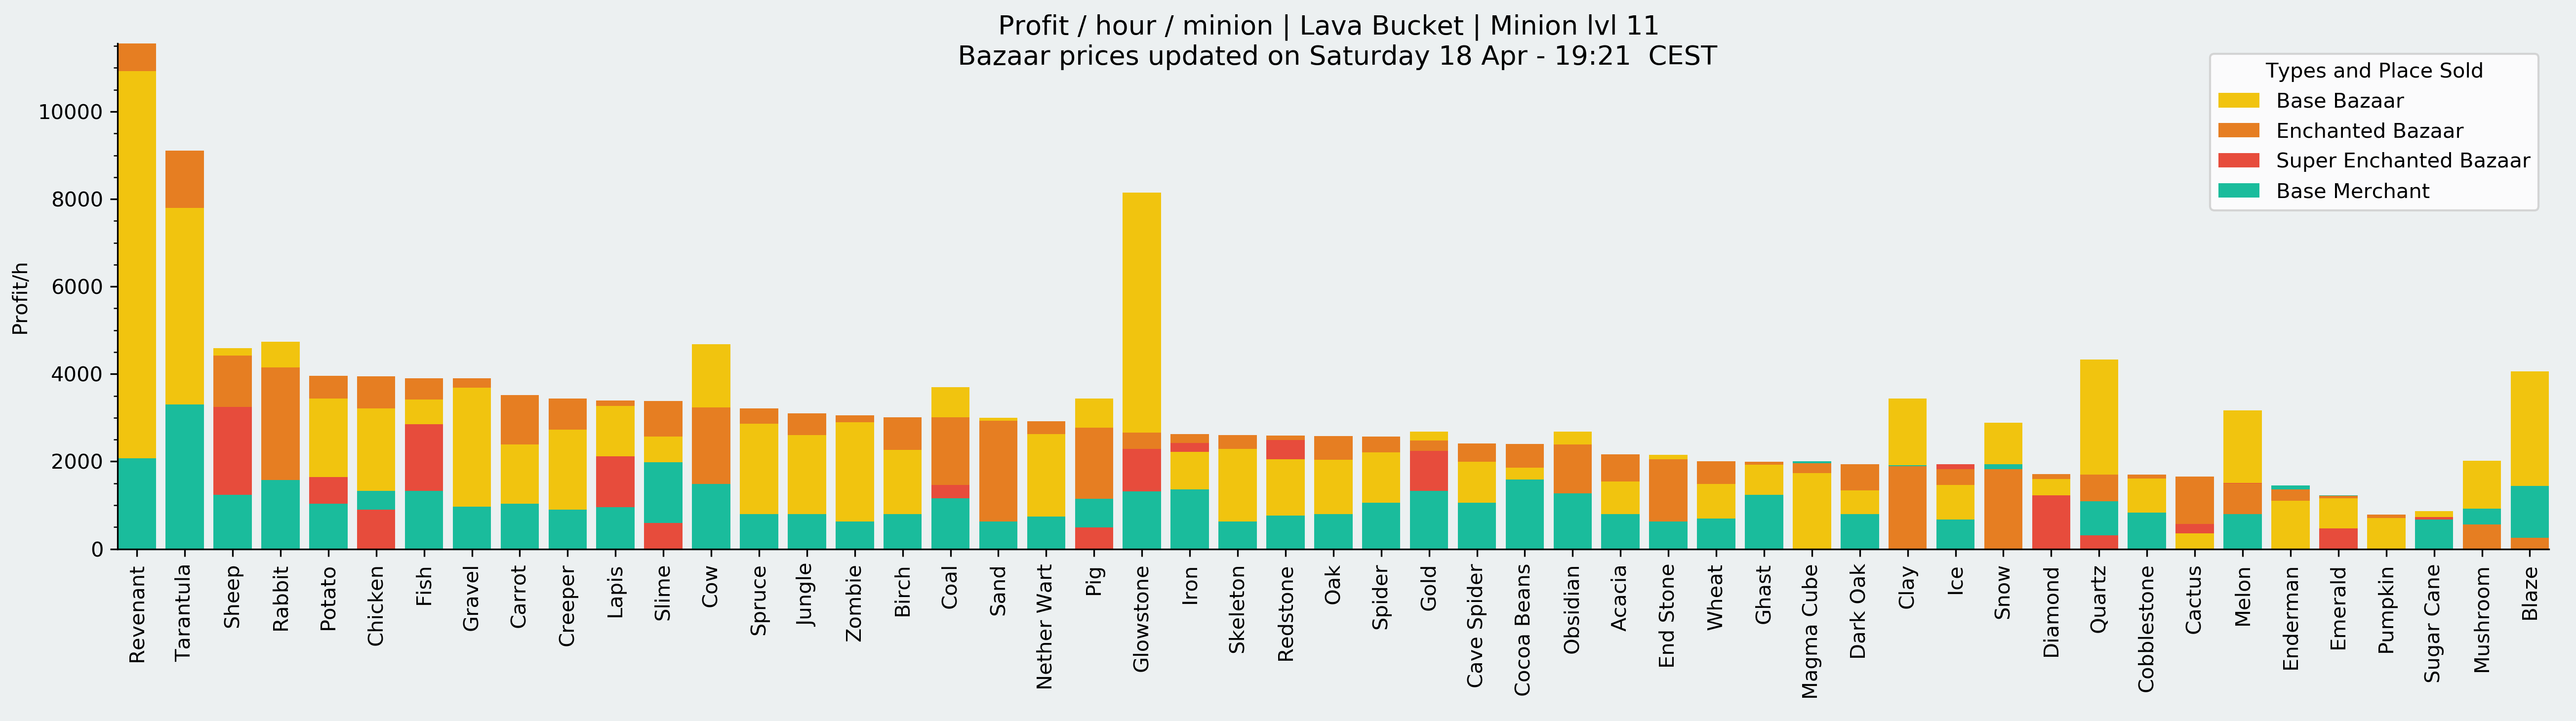 Profit / hour / minion | Lava Bucket | Minion lvl 11
Bazaar prices updated on Saturday 18 Apr - 19:21  CEST
Types and Place Sold
Base Bazaar
Enchanted Bazaar
Super Enchanted Bazaar
Base Merchant
Profit/h
10000
8000
6000
4000
2000
0
Revenant
Tarantula
Sheep
Rabbit
Potato
Chicken
Fish
Gravel
Carrot
Creeper
Lapis
Slime
Cow
Spruce
Jungle
Zombie
Birch
Coal
Sand
Nether Wart
Pig
Glowstone
Iron
Skeleton
Redstone
Oak
Spider
Gold
Cave Spider
Cocoa Beans
Obsidian
Acacia
End Stone
Wheat
Ghast
Magma Cube
Dark Oak
Clay
Ice
Snow
Diamond
Quartz
Cobblestone
Cactus
Melon
Enderman
Emerald
Pumpkin
Sugar Cane
Mushroom
Blaze